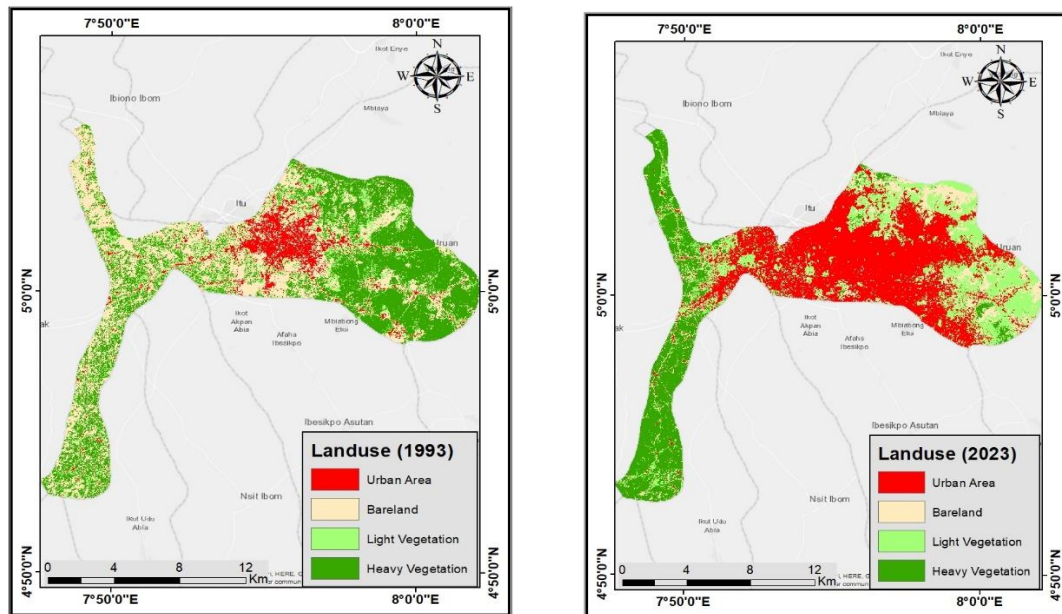 7°50'0"E
8°0'0"E
Ikot Enye
N
W
E
S
Ibiono Ibom
Mbiaya
Itu
Uruan
5°0'0"N
5°0'0"N
Ikot
Akpan
Abia
Afaha
Ibesikpo
Mbiabong
Ekoi
ak
Ibesikpo Asutan
Nsit Ibom
Ikot Udo
Abia
Landuse (1993)
Urban Area
Bareland
Light Vegetation
Heavy Vegetation
0
4
8
12
Km
4°50'0"N
4°50'0"N
7°50'0"E
8°0'0"E
7°50'0"E
8°0'0"E
Ikot Enye
N
W
E
S
Ibiono Ibom
Mbiaya
Itu
Uruan
5°0'0"N
5°0'0"N
Ikot
Akpan
Abia
Afaha
Ibesikpo
Mbiabong
Ekoi
ak
Ibesikpo Asutan
Nsit Ibom
Ikot Udo
Abia
Landuse (2023)
Urban Area
Bareland
Light Vegetation
Heavy Vegetation
0
2
4
8
12
Km
, HERE, G
or commun
4°50'0"N
4°50'0"N
7°50'0"E
8°0'0"E